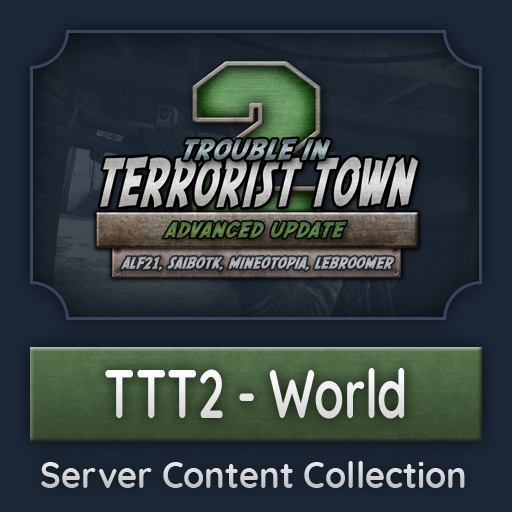 2
TROUBLE IN
TERRORIST TOWN
ADVANCED UPDATE
ALF21, SAIBOTK, MINEOTOPIA, LEBROOMER
TTT2 - World
Server Content Collection